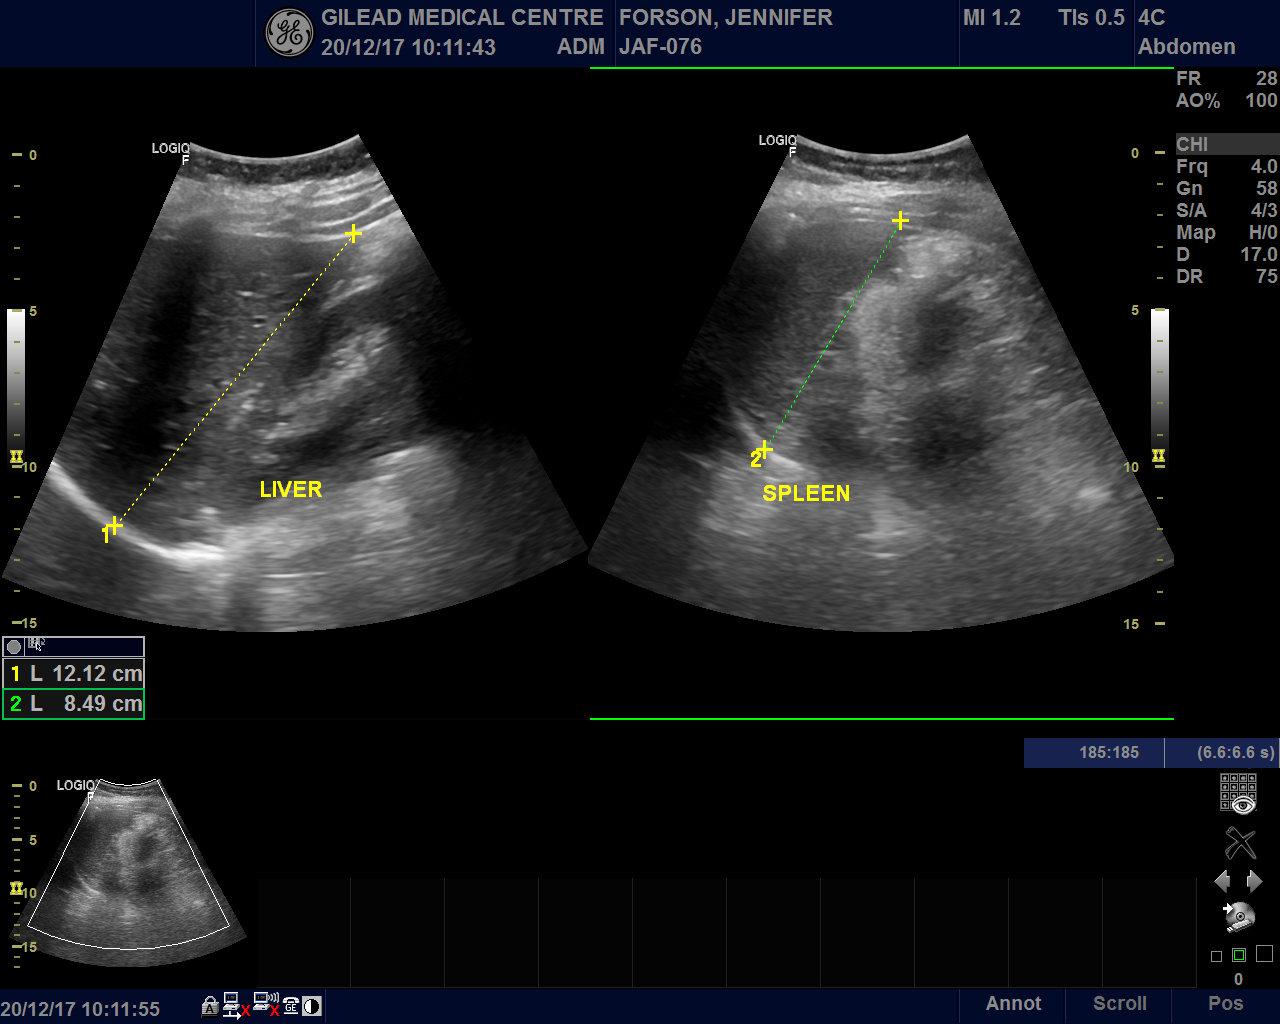 GILEAD MEDICAL CENTRE
20/12/17 10:11:43 ADM
FORSON, JENNIFER
JAF-076
MI 1.2 TIs 0.5
4C
Abdomen
FR 28
AO% 100
CHI
Frq 4.0
Gn 58
S/A 4/3
Map H/0
D 17.0
DR 75
LOGIQ
F
0
5
10
15
1
LIVER
LOGIQ
F
0
5
10
15
2
SPLEEN
1 L 12.12 cm
2 L 8.49 cm
185:185 (6.6:6.6 s)
LOGIQ
F
0
5
10
15
0
20/12/17 10:11:55
A
GE
Annot Scroll Pos